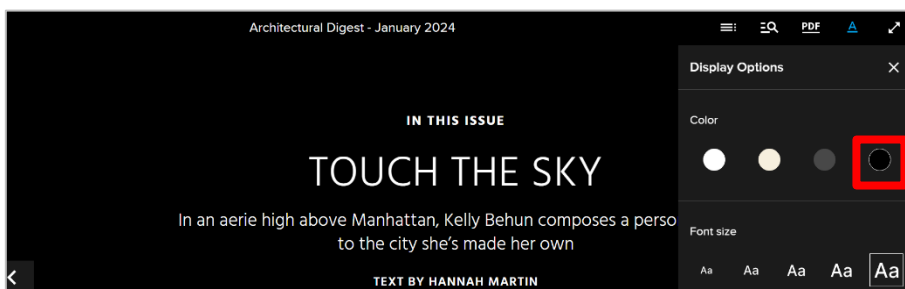 Architectural Digest - January 2024
PDF
A
Display Options
IN THIS ISSUE
Color
TOUCH THE SKY
In an aerie high above Manhattan, Kelly Behun composes a perso
to the city she’s made her own
Font size
TEXT BY HANNAH MARTIN
Aa Aa Aa Aa Aa